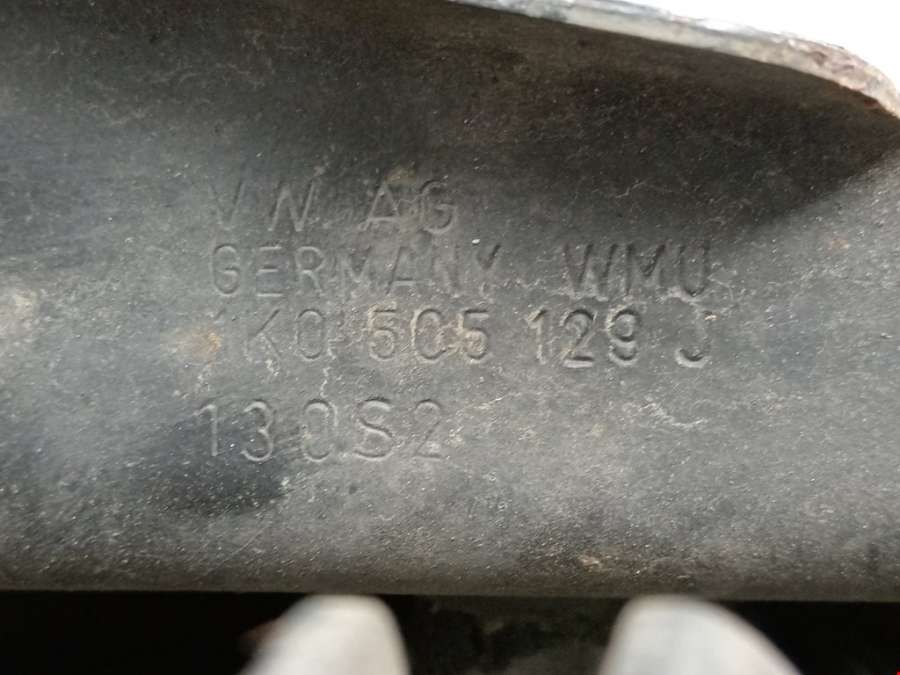 VW AG
GERMANY WMU
1K0 505 129 J
130S2